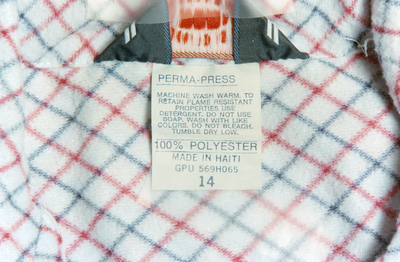 PERMA-PRESS
MACHINE WASH WARM. TO
RETAIN FLAME RESISTANT
PROPERTIES USE
DETERGENT. DO NOT USE
SOAP. WASH WITH LIKE
COLORS. DO NOT BLEACH.
TUMBLE DRY LOW.
100% POLYESTER
MADE IN HAITI
GPU 569H065
14